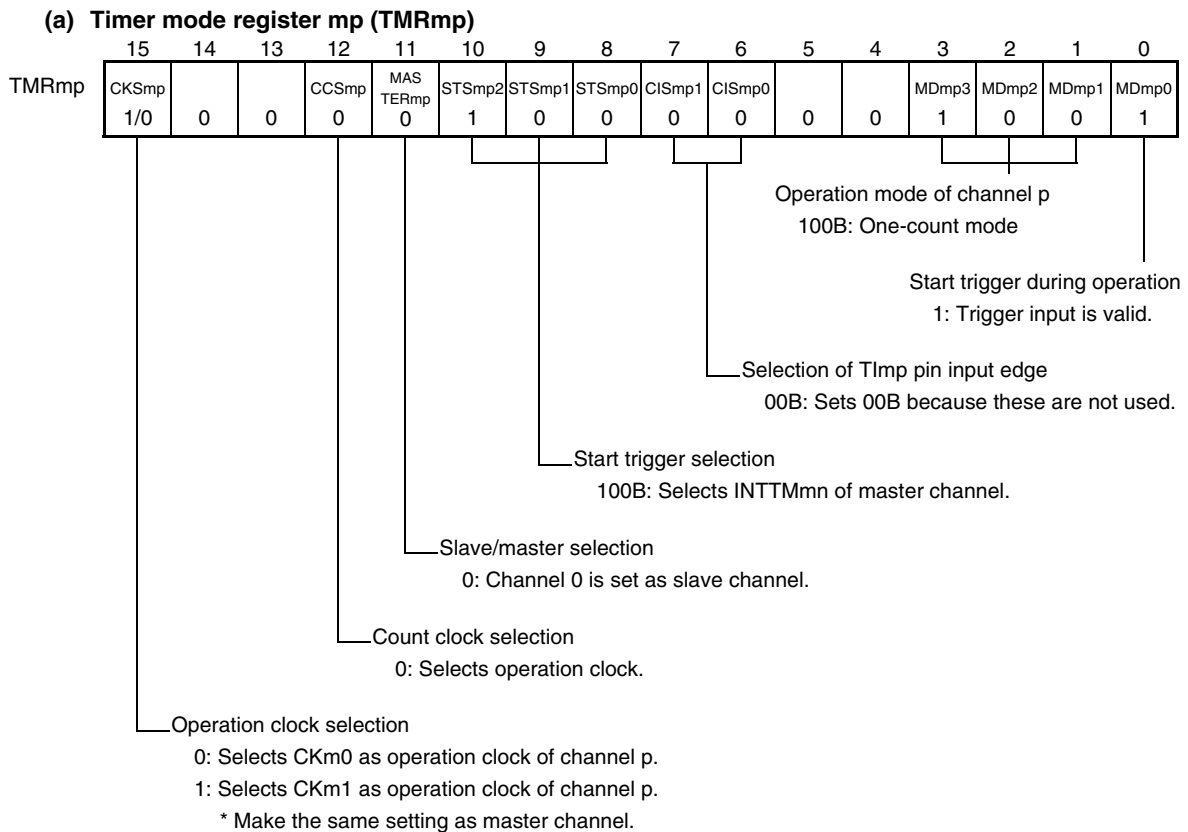 (a) Timer mode register mp (TMRmp)
15 14 13 12 11 10 9 8 7 6 5 4 3 2 1 0
TMRmp CKSmp CCSmp MAS TERmp STSmp2 STSmp1 STSmp0 CISmp1 CISmp0 MDmp3 MDmp2 MDmp1 MDmp0
1/0 0 0 0 0 1 0 0 0 0 0 0 1 0 0 1
Operation mode of channel p
100B: One-count mode
Start trigger during operation
1: Trigger input is valid.
Selection of TImp pin input edge
00B: Sets 00B because these are not used.
Start trigger selection
100B: Selects INTTMmn of master channel.
Slave/master selection
0: Channel 0 is set as slave channel.
Count clock selection
0: Selects operation clock.
Operation clock selection
0: Selects CKm0 as operation clock of channel p.
1: Selects CKm1 as operation clock of channel p.
* Make the same setting as master channel.